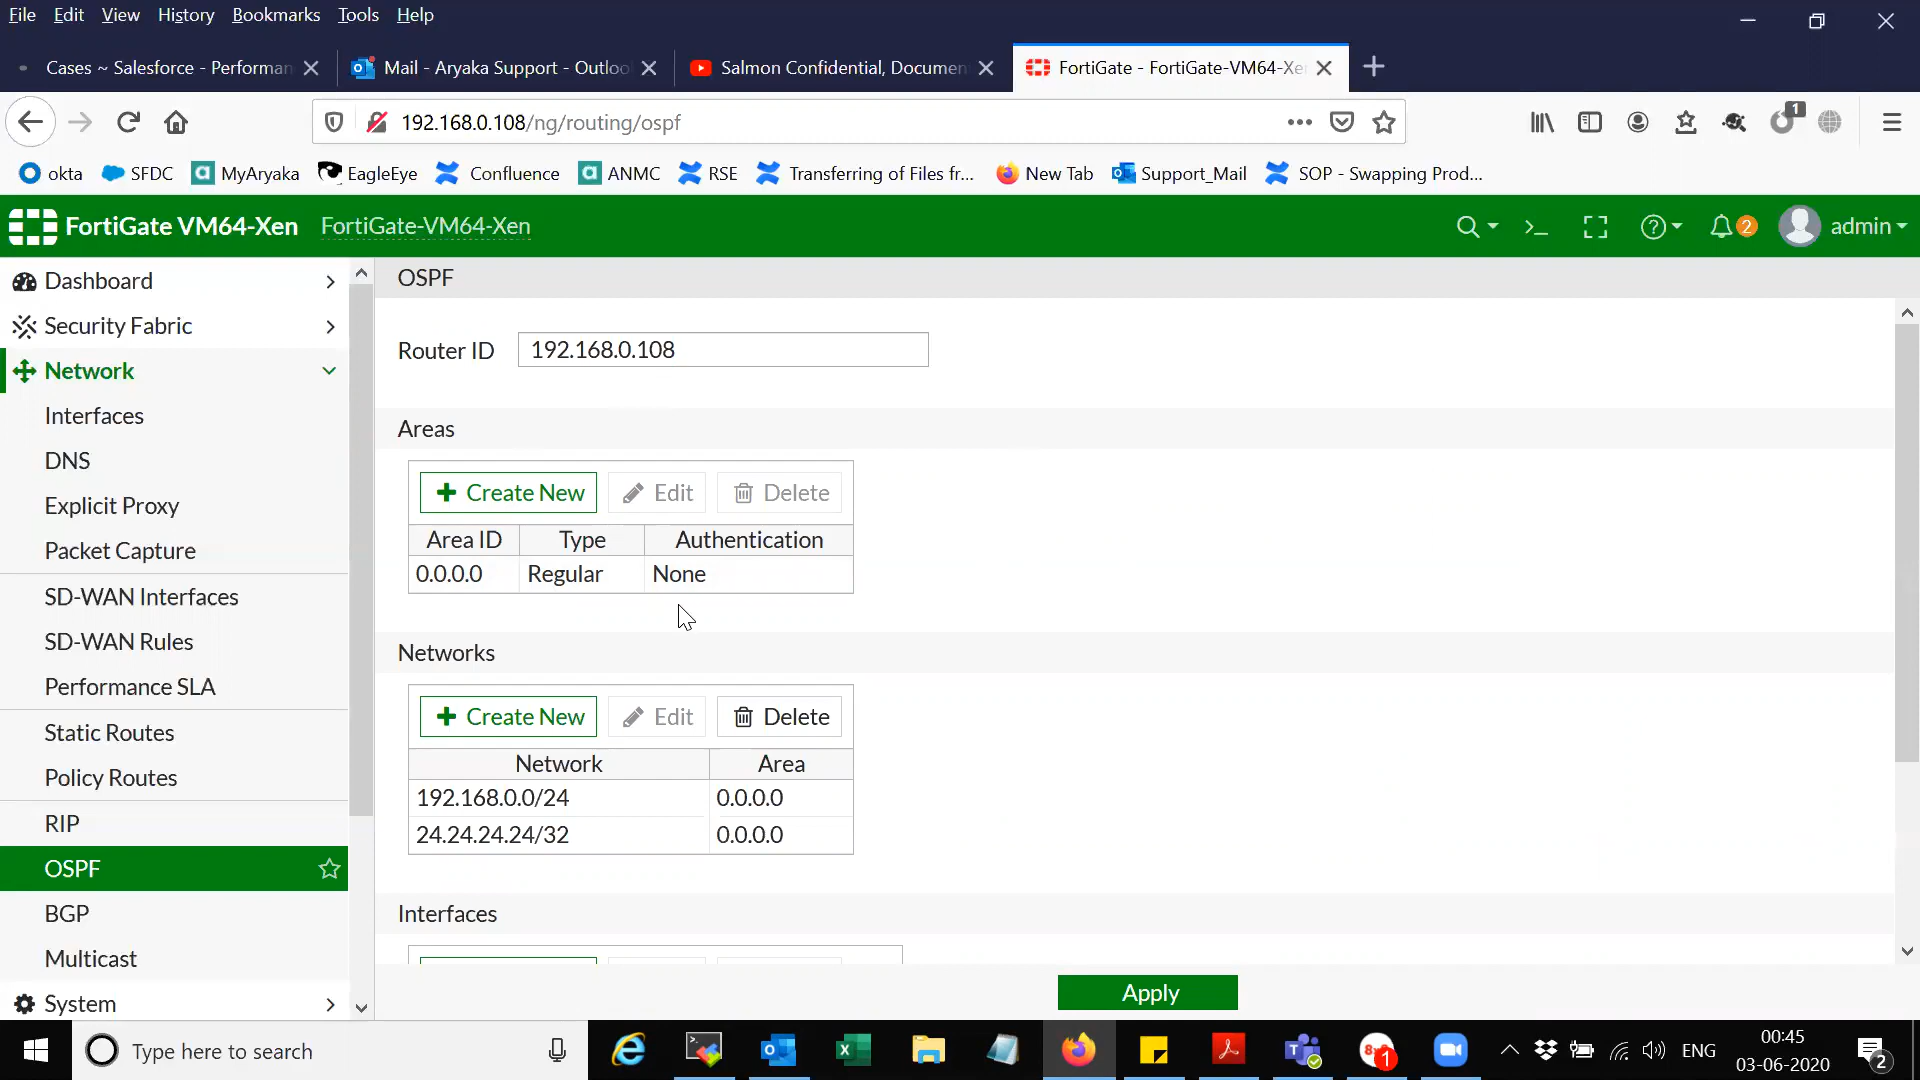 File Edit View History Bookmarks Tools Help
Cases ~ Salesforce - Performan
Mail - Aryaka Support - Outloo
Salmon Confidential, Documen
FortiGate - FortiGate-VM64-Xe
192.168.0.108/ng/routing/ospf
1
okta SFDC MyAryaka EagleEye Confluence ANMC RSE Transferring of Files fr... New Tab Support_Mail SOP - Swapping Prod...
FortiGate VM64-Xen FortiGate-VM64-Xen 2 admin
Dashboard
Security Fabric
Network
Interfaces
DNS
Explicit Proxy
Packet Capture
SD-WAN Interfaces
SD-WAN Rules
Performance SLA
Static Routes
Policy Routes
RIP
OSPF
BGP
Multicast
System
OSPF
Router ID 192.168.0.108
Areas
Create New Edit Delete
Area ID Type Authentication
0.0.0.0 Regular None
Networks
Create New Edit Delete
Network Area
192.168.0.0/24 0.0.0.0
24.24.24.24/32 0.0.0.0
Interfaces
Apply
Type here to search
1
ENG
00:45
03-06-2020
2